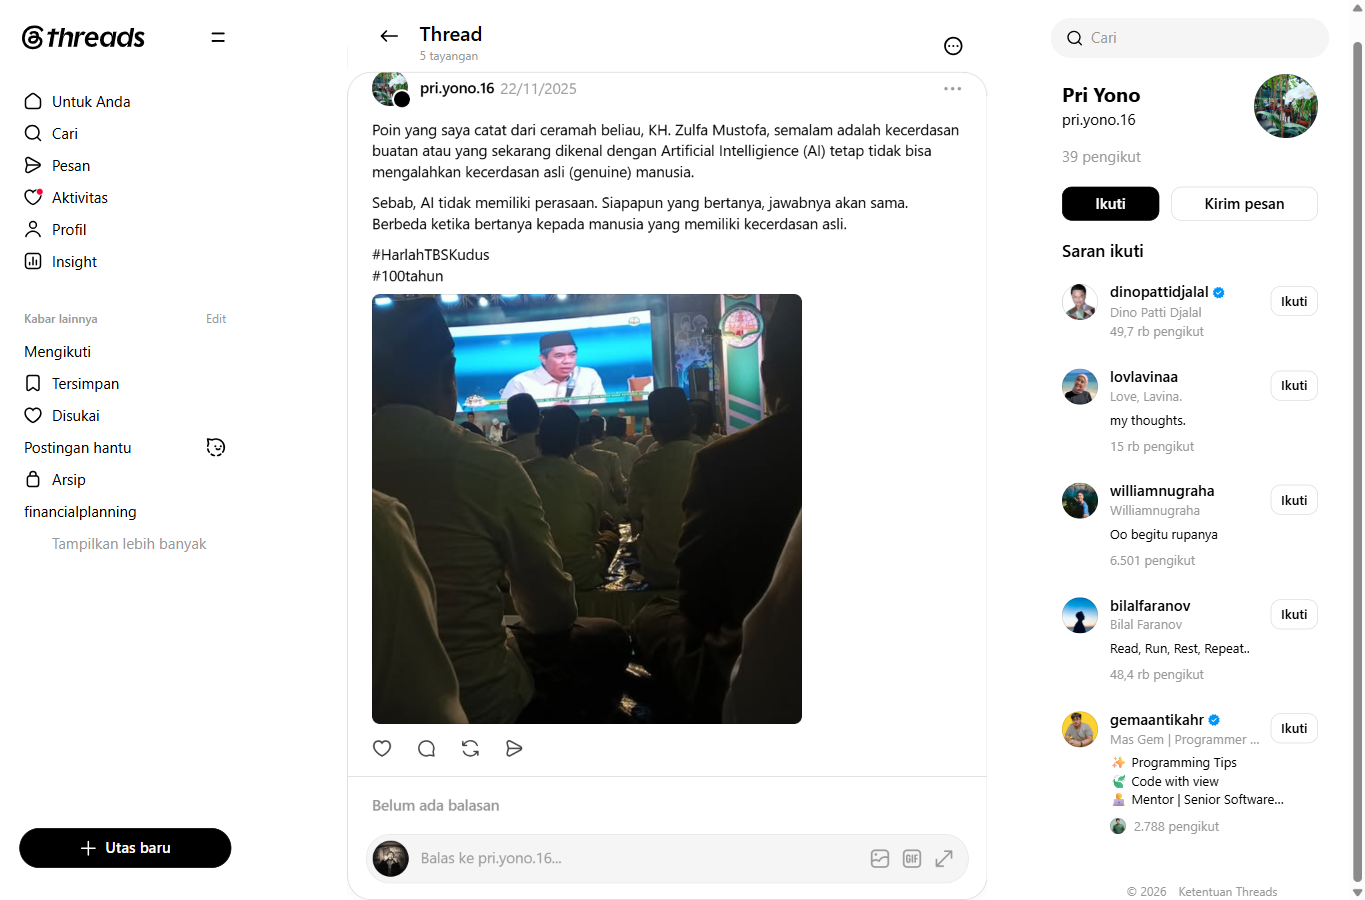 threads
Untuk Anda
Cari
Pesan
Aktivitas
Profil
Insight
Kabar lainnya
Edit
Mengikuti
Tersimpan
Disukai
Postingan hantu
Arsip
financialplanning
Tampilkan lebih banyak
Utas baru
Thread
5 tayangan
pri.yono.16 22/11/2025
Poin yang saya catat dari ceramah beliau, KH. Zulfa Mustofa, semalam adalah kecerdasan
buatan atau yang sekarang dikenal dengan Artificial Intelligience (AI) tetap tidak bisa
mengalahkan kecerdasan asli (genuine) manusia.
Sebab, AI tidak memiliki perasaan. Siapapun yang bertanya, jawabnya akan sama.
Berbeda ketika bertanya kepada manusia yang memiliki kecerdasan asli.
#HarlahTBSKudus
#100tahun
Belum ada balasan
Balas ke pri.yono.16...
GIF
Cari
Pri Yono
pri.yono.16
39 pengikut
Ikuti
Kirim pesan
Saran ikuti
dinopattidjalal
Dino Patti Djalal
49,7 rb pengikut
Ikuti
lovlavinaa
Love, Lavina.
my thoughts.
15 rb pengikut
Ikuti
williamnugraha
Williamnugraha
Oo begitu rupanya
6.501 pengikut
Ikuti
bilalfaranov
Bilal Faranov
Read, Run, Rest, Repeat..
48,4 rb pengikut
Ikuti
gemaantikahr
Mas Gem | Programmer ...
Programming Tips
Code with view
Mentor | Senior Software...
2.788 pengikut
Ikuti
© 2026 Ketentuan Threads